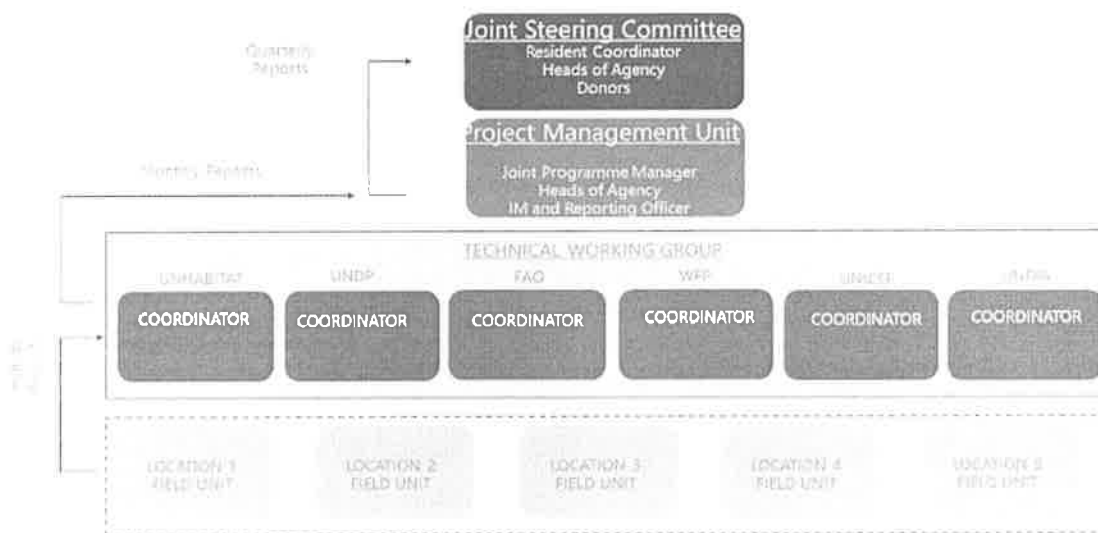 Joint Steering Committee
Resident Coordinator
Heads of Agency
Donors
Quarterly
Reports
Project Management Unit
Joint Programme Manager
Heads of Agency
IM and Reporting Officer
Monthly Reports
TECHNICAL WORKING GROUP
UNHABITAT UNDP FAO WFP UNICEF
COORDINATOR COORDINATOR COORDINATOR COORDINATOR COORDINATOR COORDINATOR
LOCATION 1 LOCATION 2 LOCATION 3 LOCATION 4 LOCATION 5
FIELD UNIT FIELD UNIT FIELD UNIT FIELD UNIT FIELD UNIT